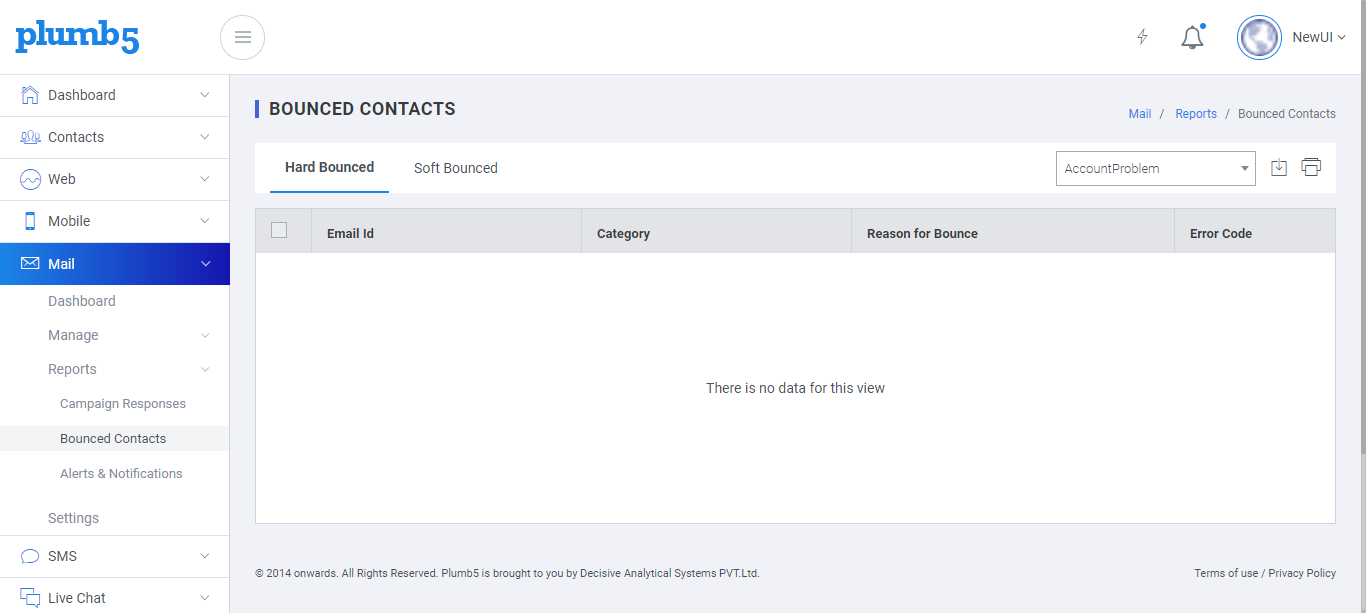 plumb5
NewUI
Dashboard
Contacts
Web
Mobile
Mail
Dashboard
Manage
Reports
Campaign Responses
Bounced Contacts
Alerts & Notifications
Settings
SMS
Live Chat
BOUNCED CONTACTS
Mail / Reports / Bounced Contacts
Hard Bounced Soft Bounced AccountProblem
Email Id Category Reason for Bounce Error Code
There is no data for this view
© 2014 onwards. All Rights Reserved. Plumb5 is brought to you by Decisive Analytical Systems PVT.Ltd. Terms of use / Privacy Policy